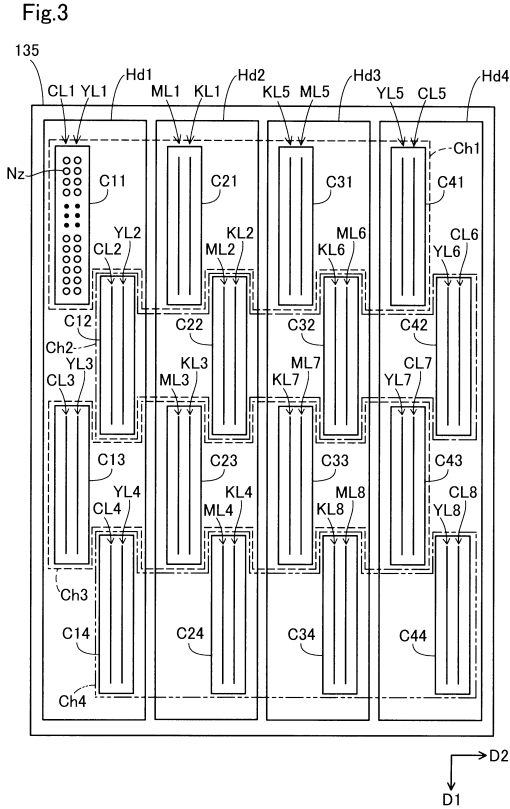 Fig.3
135
Hd1 Hd2 Hd3 Hd4
CL1 YL1 ML1 KL1 KL5 ML5 YL5 CL5
Ch1
Nz C11 C21 C31 C41
CL2 YL2 ML2 KL2 KL6 ML6 YL6 CL6
C12 C22 C32 C42
Ch2
CL3 YL3 ML3 KL3 KL7 ML7 YL7 CL7
C13 C23 C33 C43
CL4 YL4 ML4 KL4 KL8 ML8 YL8 CL8
Ch3
C14 C24 C34 C44
Ch4
D2
D1